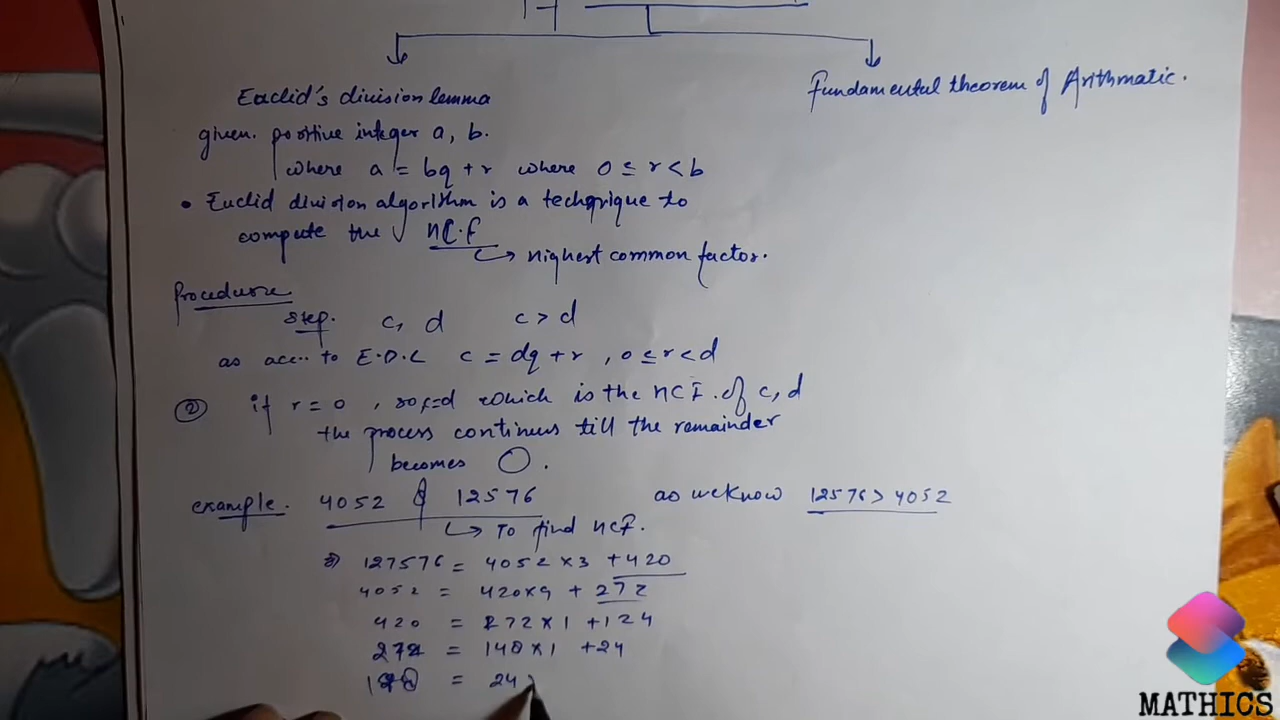 Euclid's division lemma
Fundamental theorem of Arithmatic.
given. positive integer a, b.
where a = bq + r where 0 ≤ r < b
• Euclid division algorithm is a technique to
compute the H.C.F
↳ Highest common factor.
Procedure
step. c, d c > d
as acc.. to E.D.L c = dq + r , 0 ≤ r < d
② if r = 0 , so r=d which is the HCF. of c, d
the process continues till the remainder
becomes 0.
example. 4052 & 12576 as we know 12576 > 4052
↳ To find HCF.
127576 = 4052 × 3 + 420
4052 = 420 × 9 + 272
420 = 272 × 1 + 124
272 = 148 × 1 + 24
= 24
MATHICS